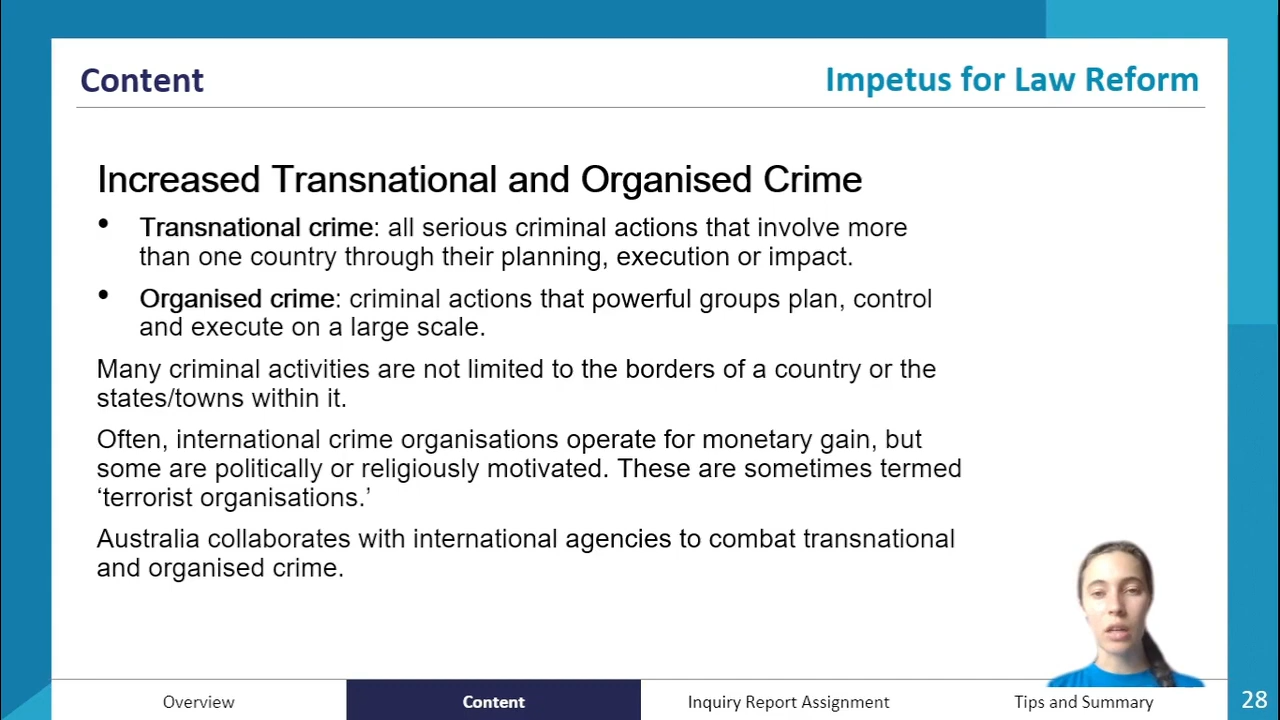 Content
Impetus for Law Reform
Increased Transnational and Organised Crime
• Transnational crime: all serious criminal actions that involve more
than one country through their planning, execution or impact.
• Organised crime: criminal actions that powerful groups plan, control
and execute on a large scale.
Many criminal activities are not limited to the borders of a country or the
states/towns within it.
Often, international crime organisations operate for monetary gain, but
some are politically or religiously motivated. These are sometimes termed
‘terrorist organisations.’
Australia collaborates with international agencies to combat transnational
and organised crime.
Overview
Content
Inquiry Report Assignment
Tips and Summary
28